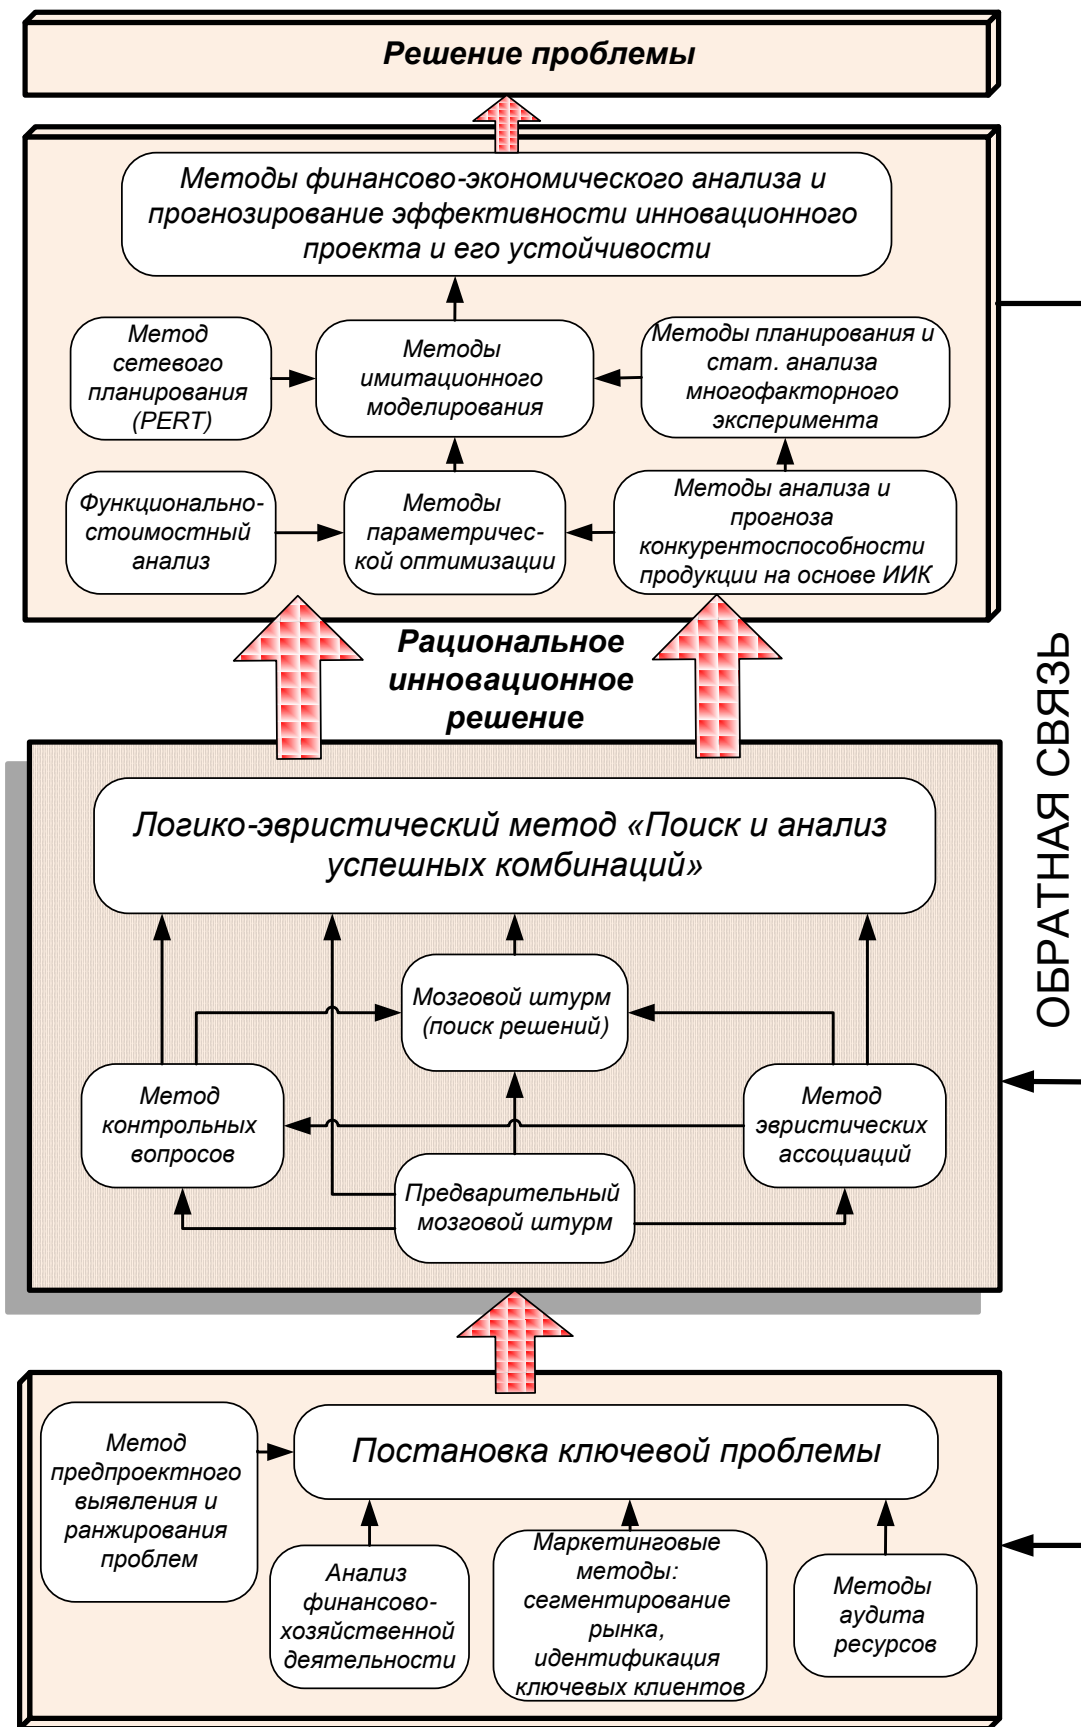 Решение проблемы
Методы финансово-экономического анализа и
прогнозирование эффективности инновационного
проекта и его устойчивости
Метод
сетевого
планирования
(PERT)
Методы
имитационного
моделирования
Методы планирования и
стат. анализа
многофакторного
эксперимента
Функционально-
стоимостный
анализ
Методы
параметричес-
кой оптимизации
Методы анализа и
прогноза
конкурентоспособности
продукции на основе ИИК
Рациональное
инновационное
решение
ОБРАТНАЯ СВЯЗЬ
Логико-эвристический метод «Поиск и анализ
успешных комбинаций»
Мозговой штурм
(поиск решений)
Метод
контрольных
вопросов
Метод
эвристических
ассоциаций
Предварительный
мозговой штурм
Метод
предпроектного
выявления и
ранжирования
проблем
Постановка ключевой проблемы
Анализ
финансово-
хозяйственной
деятельности
Маркетинговые
методы:
сегментирование
рынка,
идентификация
ключевых клиентов
Методы
аудита
ресурсов